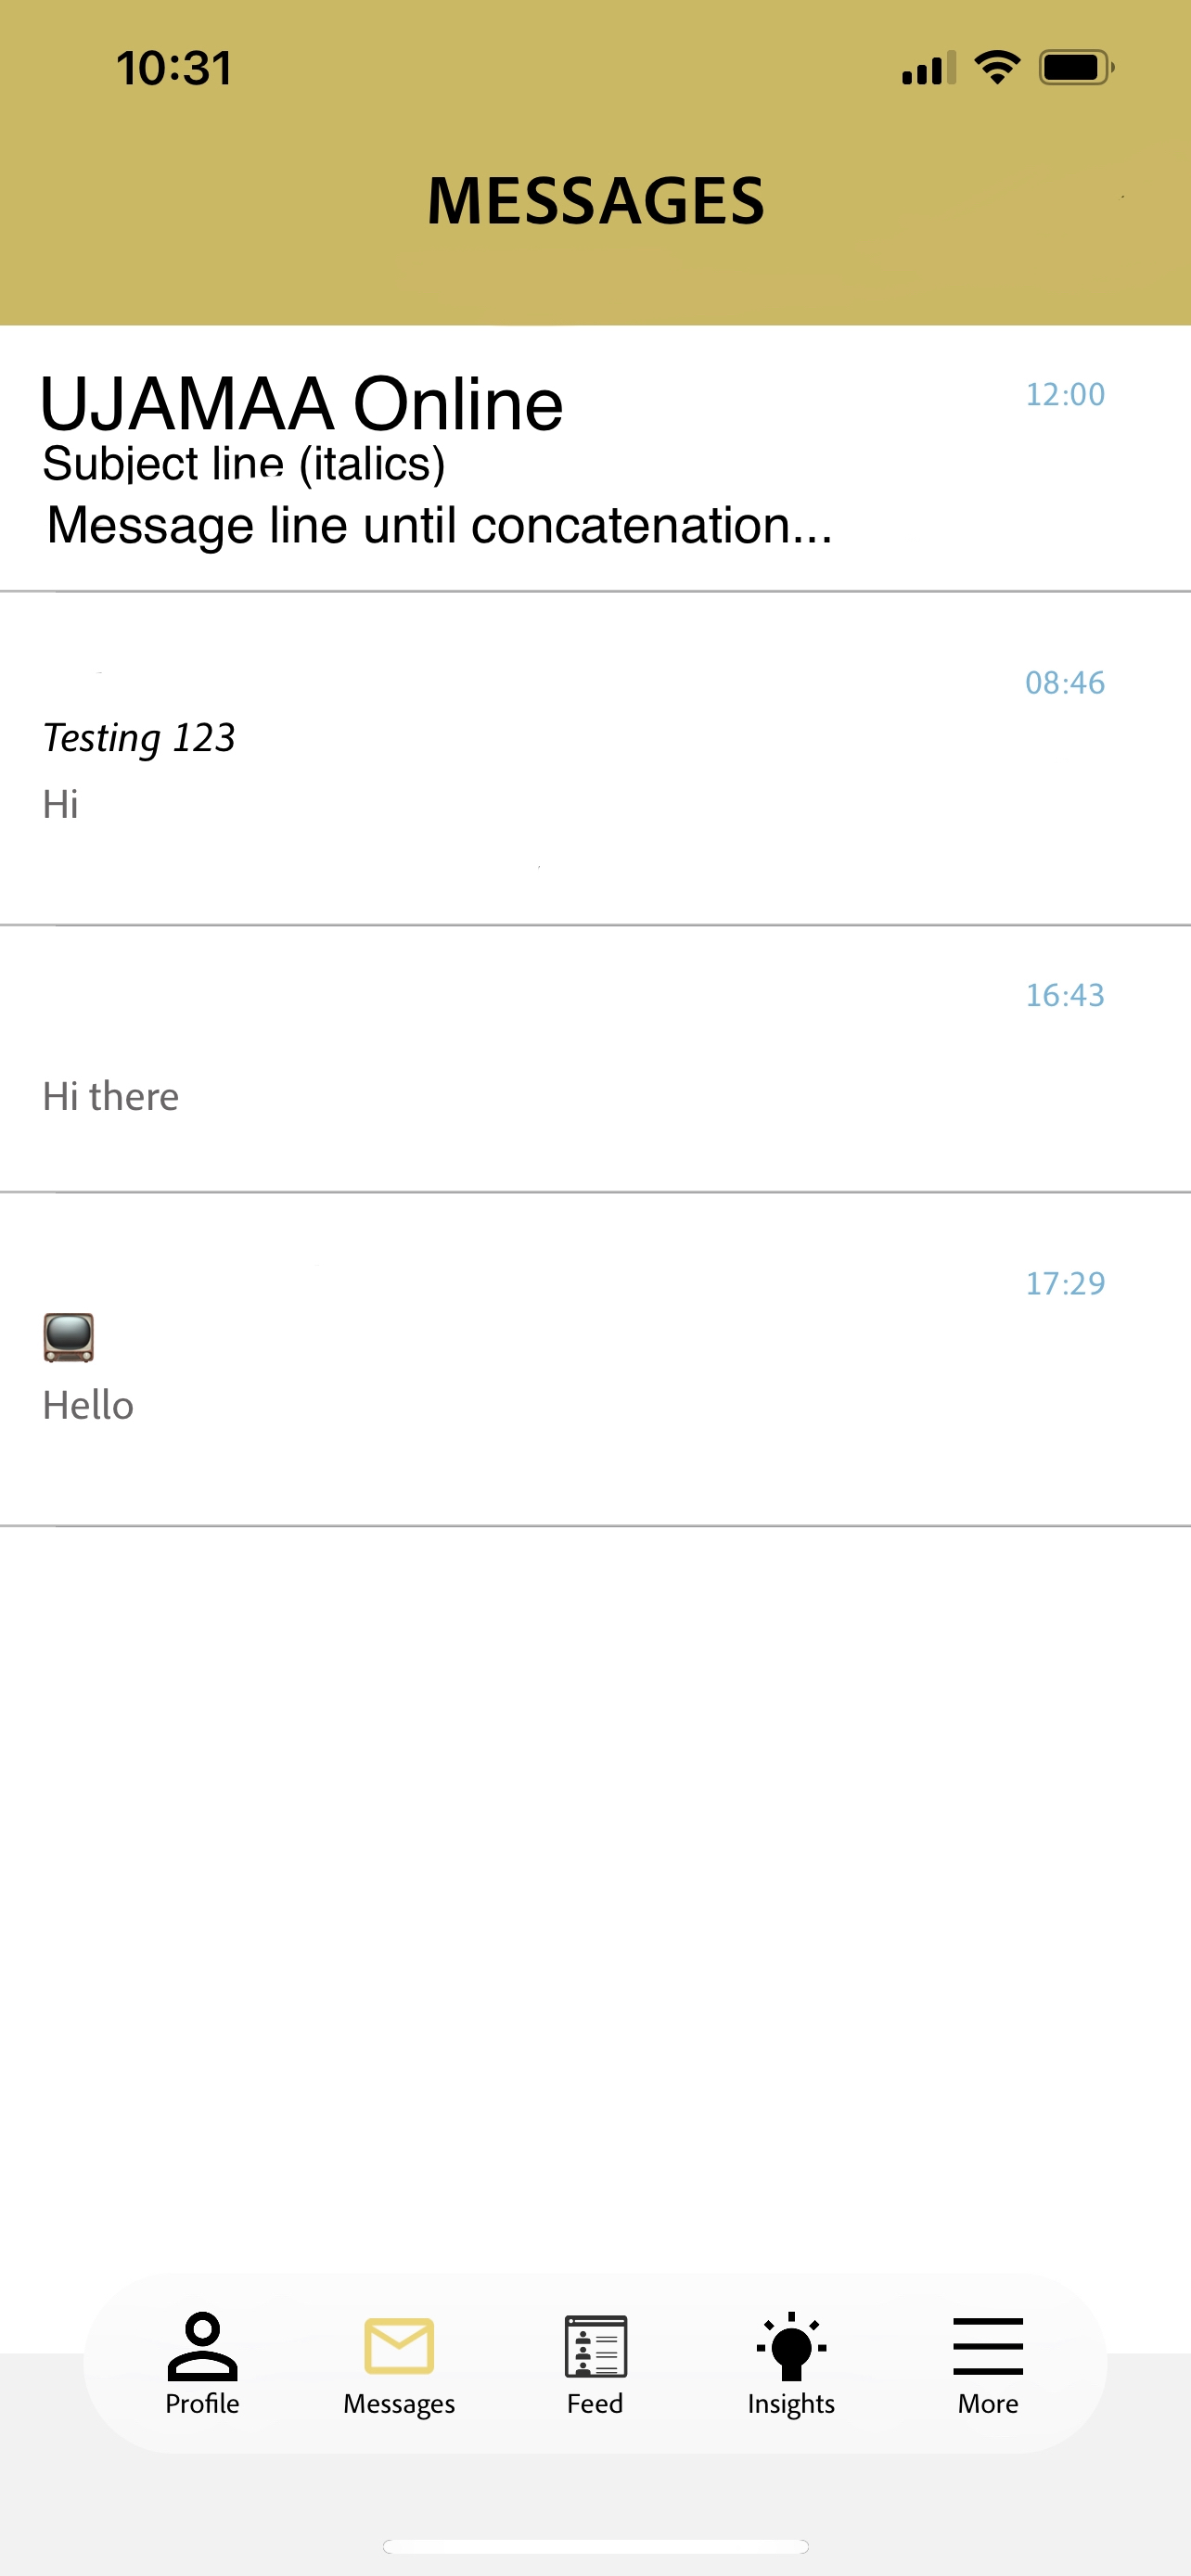 10:31
MESSAGES
UJAMAA Online
12:00
Subject line (italics)
Message line until concatenation...
08:46
Testing 123
Hi
16:43
Hi there
17:29
📺
Hello
Profile
Messages
Feed
Insights
More